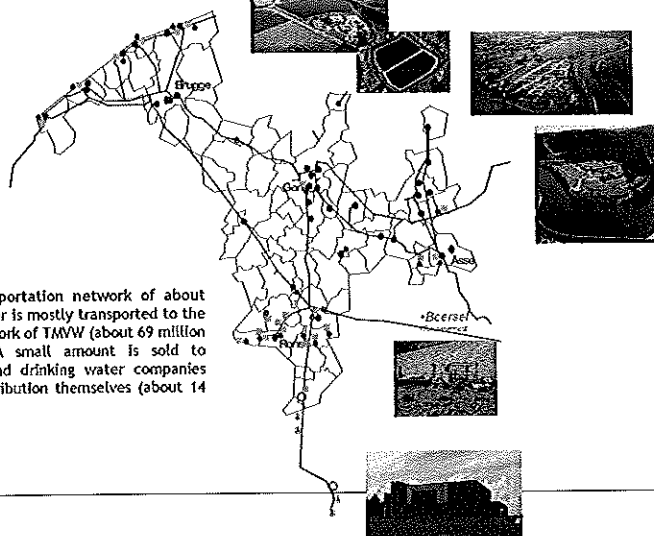 Brugge
Gent
Asse
•Beersel
Ronse
portation network of about
r is mostly transported to the
ork of TMVW (about 69 million
A small amount is sold to
nd drinking water companies
ribution themselves (about 14